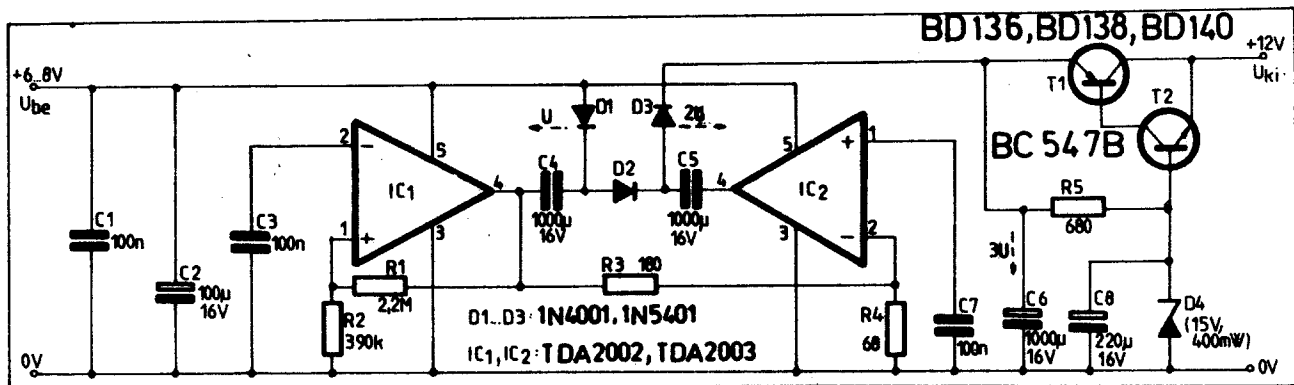 BD136, BD138, BD140
+6...8V
Ube
+12V
Uki
T1
T2
BC547B
D1
D3
U
2U
2
5
IC1
4
1
3
C4
1000µ
16V
D2
C5
1000µ
16V
4
5
IC2
1
3
2
R5
680
C1
100n
C3
100n
C2
100µ
16V
R1
2,2M
R3 180
R2
390k
R4
68
C7
100n
3U
C6
1000µ
16V
C8
220µ
16V
D4
(15V,
400mW)
D1...D3: 1N4001, 1N5401
IC1, IC2: TDA2002, TDA2003
0V
0V